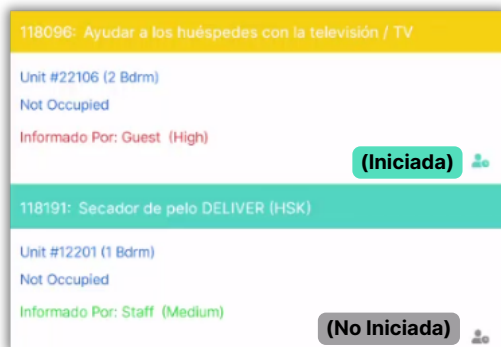 118096: Ayudar a los huéspedes con la televisión / TV
Unit #22106 (2 Bdrm)
Not Occupied
Informado Por: Guest (High)
(Iniciada)
118191: Secador de pelo DELIVER (HSK)
Unit #12201 (1 Bdrm)
Not Occupied
Informado Por: Staff (Medium)
(No Iniciada)